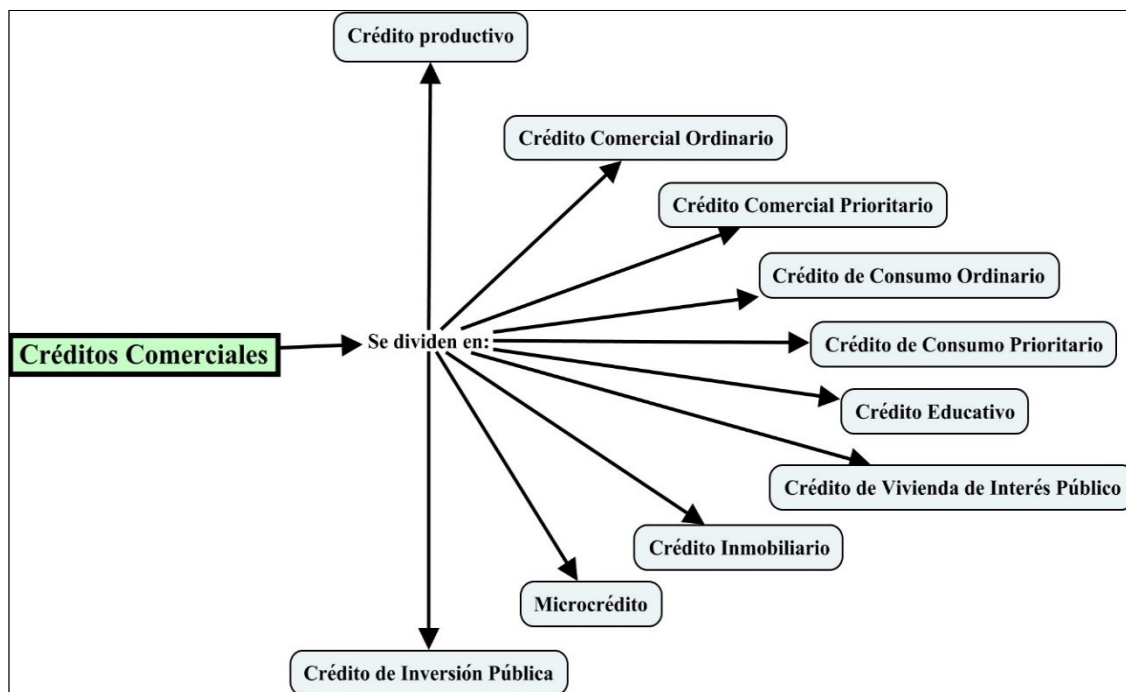 Crédito productivo
Crédito Comercial Ordinario
Crédito Comercial Prioritario
Crédito de Consumo Ordinario
Créditos Comerciales
Se dividen en:
Crédito de Consumo Prioritario
Crédito Educativo
Crédito de Vivienda de Interés Público
Crédito Inmobiliario
Microcrédito
Crédito de Inversión Pública